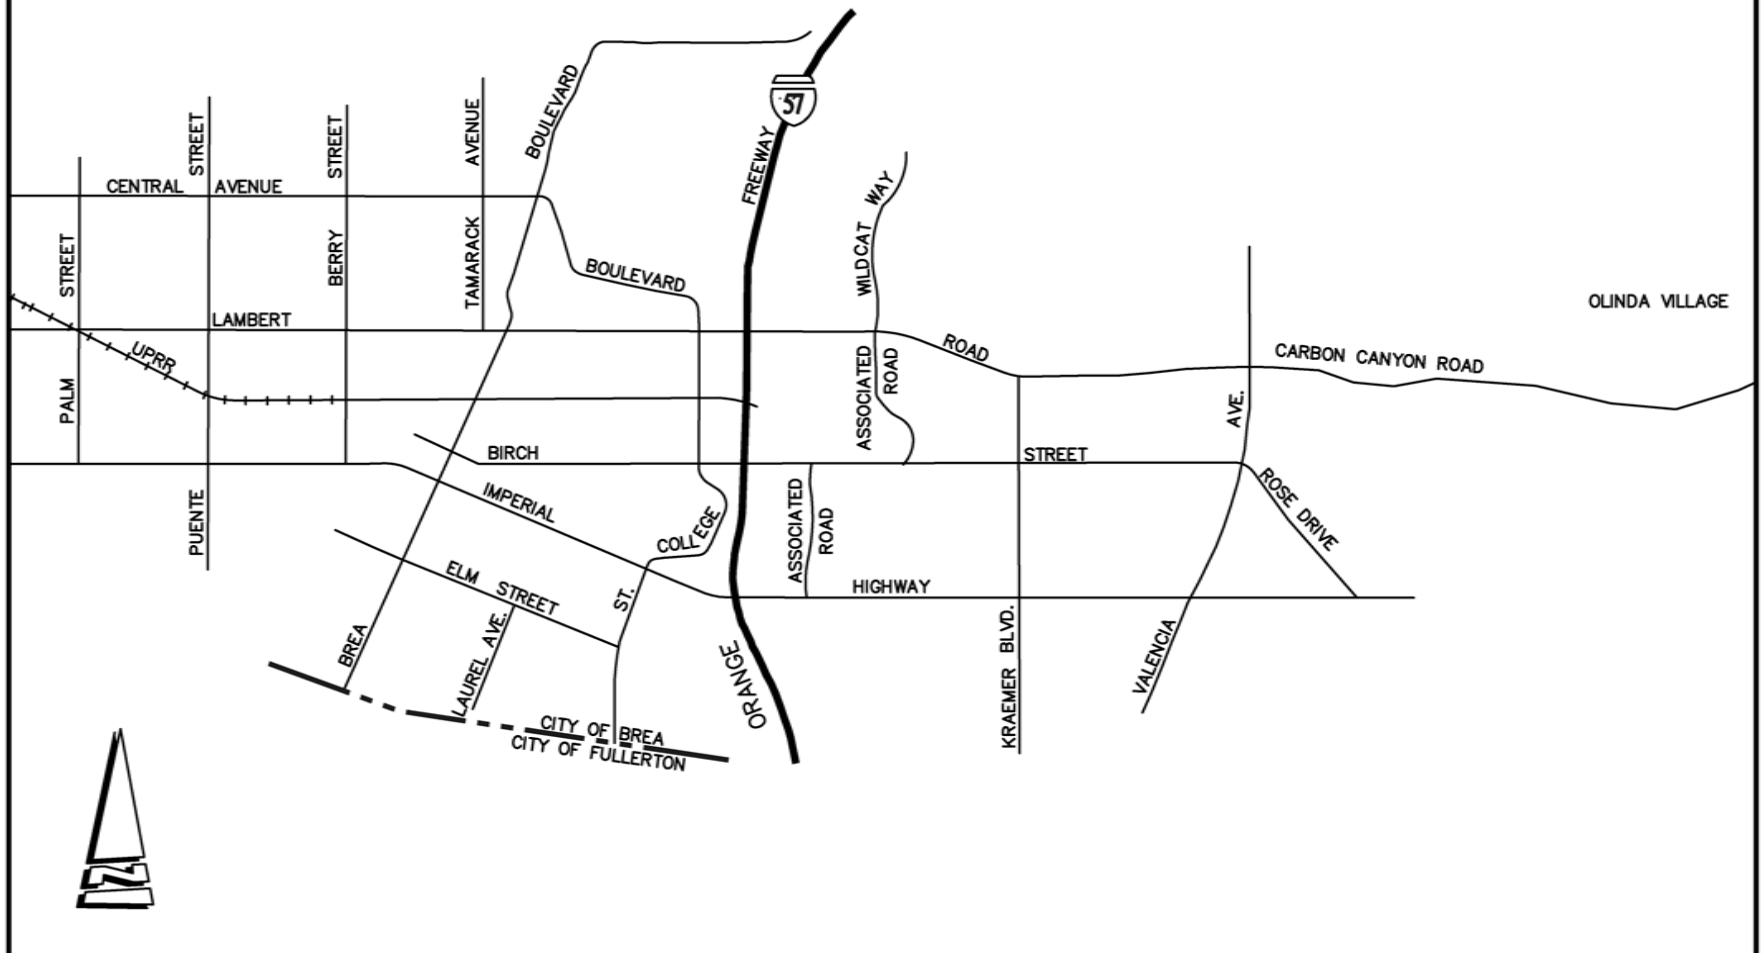 BOULEVARD
57
STREET
STREET
AVENUE
FREEWAY
WAY
CENTRAL AVENUE
STREET
BERRY
TAMARACK
BOULEVARD
WILDCAT
OLINDA VILLAGE
LAMBERT
ROAD
UPRR
ASSOCIATED
ROAD
CARBON CANYON ROAD
PALM
AVE.
BIRCH
STREET
PUENTE
IMPERIAL
COLLEGE
ASSOCIATED
ROAD
ROSE DRIVE
ELM STREET
ST.
HIGHWAY
BREA
LAUREL AVE.
ORANGE
KRAEMER BLVD.
VALENCIA
CITY OF BREA
CITY OF FULLERTON
N